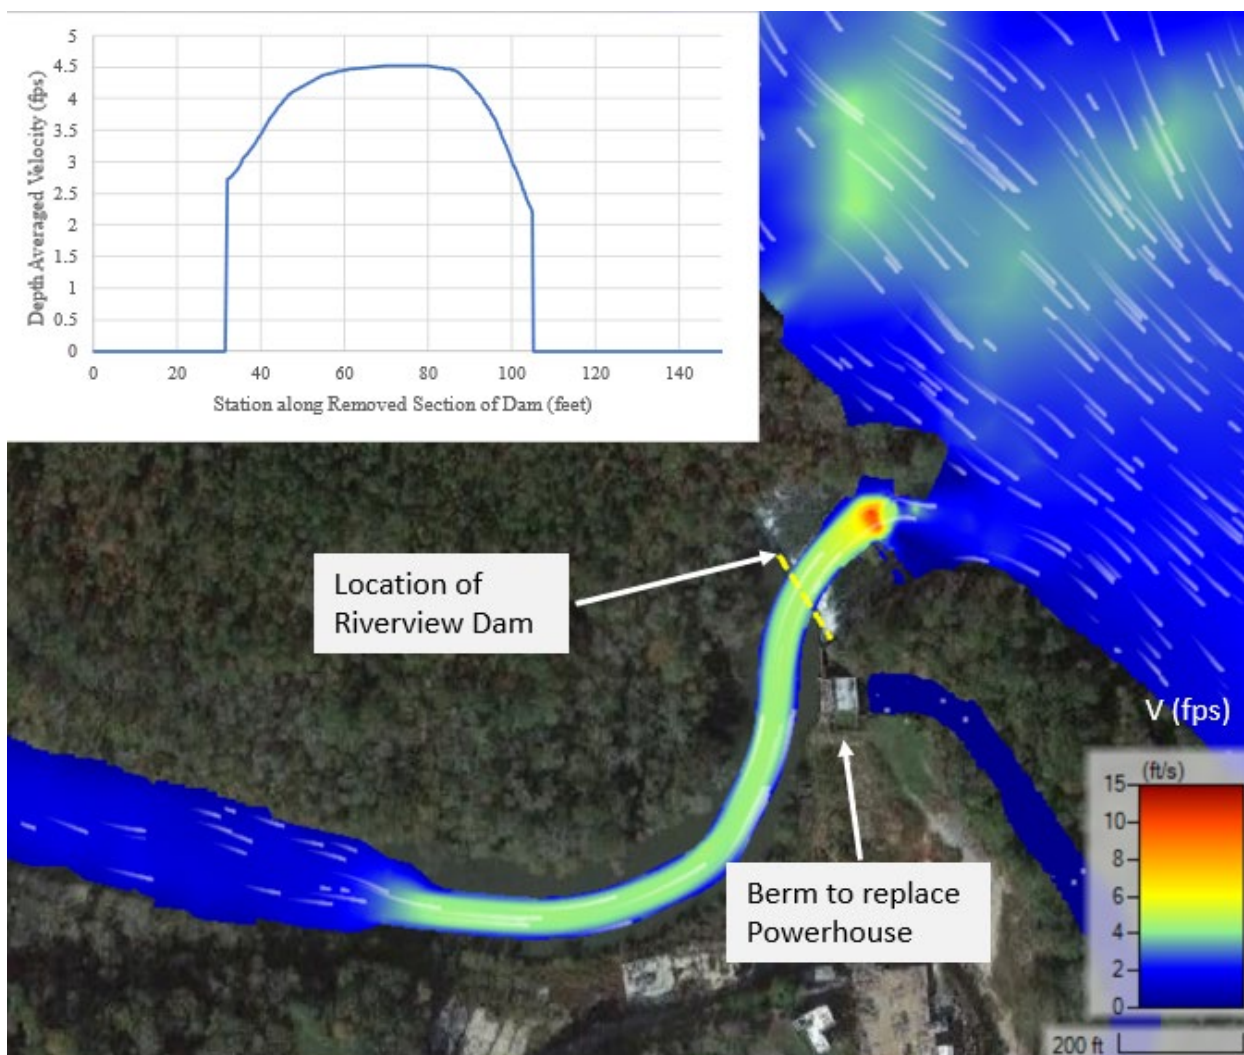 5
4.5
4
3.5
3
2.5
2
1.5
1
0.5
0
Depth Averaged Velocity (fps)
0 20 40 60 80 100 120 140
Station along Removed Section of Dam (feet)
Location of
Riverview Dam
Berm to replace
Powerhouse
V (fps)
(ft/s)
15
10
8
6
4
2
0
200 ft